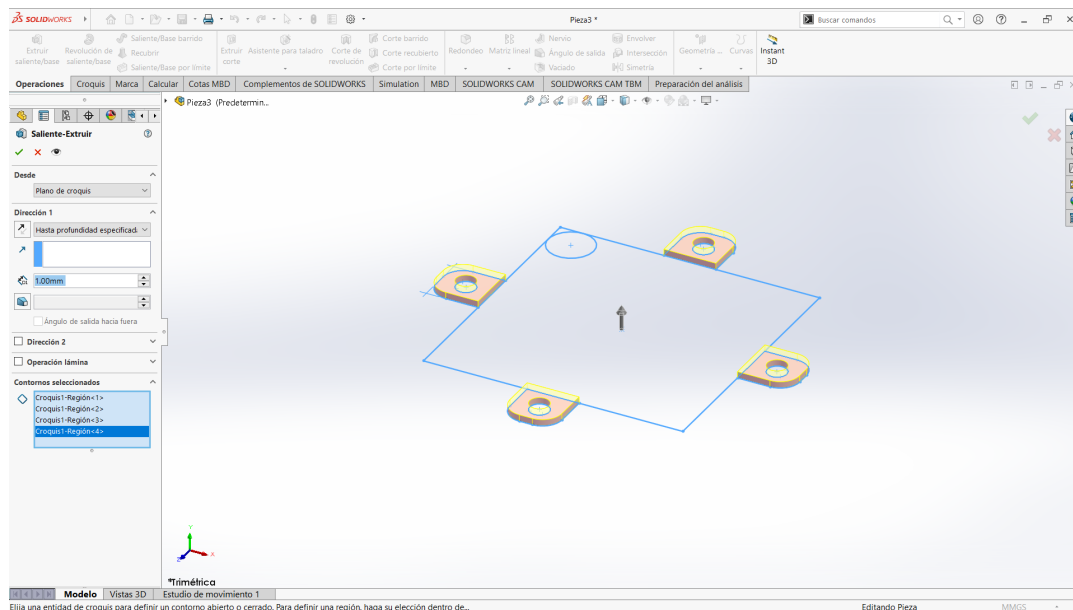 SOLIDWORKS
Pieza3 *
Buscar comandos
Extruir saliente/base
Revolución de saliente/base
Saliente/Base barrido
Recubrir
Saliente/Base por límite
Extruir corte
Asistente para taladro
Corte de revolución
Corte barrido
Corte recubierto
Corte por límite
Redondeo
Matriz lineal
Nervio
Ángulo de salida
Vaciado
Envolver
Intersección
Simetría
Geometría ...
Curvas
Instant 3D
Operaciones
Croquis
Marca
Calcular
Cotas MBD
Complementos de SOLIDWORKS
Simulation
MBD
SOLIDWORKS CAM
SOLIDWORKS CAM TBM
Preparación del análisis
Pieza3 (Predetermin...
Saliente-Extruir
Desde
Plano de croquis
Dirección 1
Hasta profundidad especificada
1.00mm
Ángulo de salida hacia fuera
Dirección 2
Operación lámina
Contornos seleccionados
Croquis1-Región<1>
Croquis1-Región<2>
Croquis1-Región<3>
Croquis1-Región<4>
Y
X
Z
*Trimétrica
Modelo
Vistas 3D
Estudio de movimiento 1
Elija una entidad de croquis para definir un contorno abierto o cerrado. Para definir una región, haga su elección dentro de...
Editando Pieza
MMGS